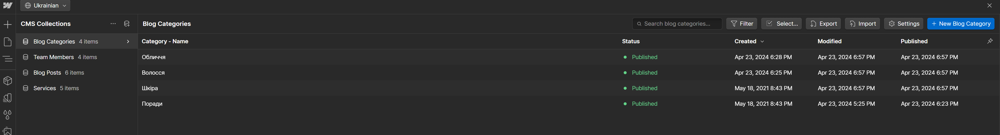 Ukrainian
CMS Collections
Blog Categories 4 items
Team Members 4 items
Blog Posts 6 items
Services 5 items
Blog Categories
Search blog categories... Filter Select... Export Import Settings + New Blog Category
Category - Name Status Created Modified Published
Обличчя Published Apr 23, 2024 6:28 PM Apr 23, 2024 6:57 PM Apr 23, 2024 6:57 PM
Волосся Published Apr 23, 2024 6:25 PM Apr 23, 2024 6:57 PM Apr 23, 2024 6:57 PM
Шкіра Published May 18, 2021 8:43 PM Apr 23, 2024 6:57 PM Apr 23, 2024 6:57 PM
Поради Published May 18, 2021 8:43 PM Apr 23, 2024 5:25 PM Apr 23, 2024 6:23 PM